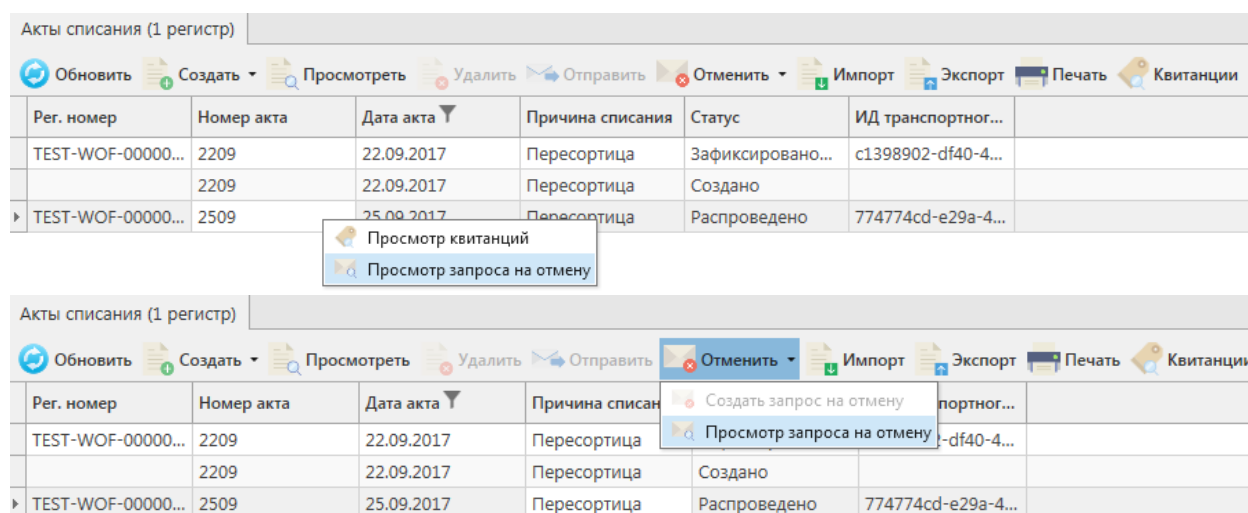 Акты списания (1 регистр)
Обновить Создать Просмотреть Удалить Отправить Отменить Импорт Экспорт Печать Квитанции
Рег. номер Номер акта Дата акта Причина списания Статус ИД транспортног...
TEST-WOF-00000... 2209 22.09.2017 Пересортица Зафиксировано... c1398902-df40-4...
2209 22.09.2017 Пересортица Создано
TEST-WOF-00000... 2509 25.09.2017 Пересортица Распроведено 774774cd-e29a-4...
Просмотр квитанций
Просмотр запроса на отмену
Акты списания (1 регистр)
Обновить Создать Просмотреть Удалить Отправить Отменить Импорт Экспорт Печать Квитанции
Рег. номер Номер акта Дата акта Причина списан портног...
Создать запрос на отмену
TEST-WOF-00000... 2209 22.09.2017 Пересортица -df40-4...
Просмотр запроса на отмену
2209 22.09.2017 Пересортица Создано
TEST-WOF-00000... 2509 25.09.2017 Пересортица Распроведено 774774cd-e29a-4...